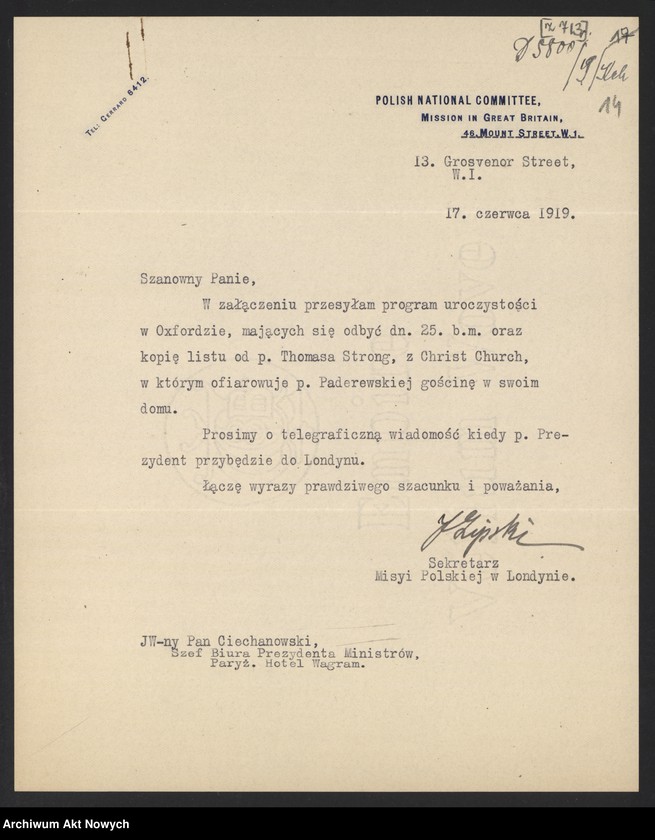 [Z 713]
17
14
TEL: GERRARD 8412.
POLISH NATIONAL COMMITTEE,
MISSION IN GREAT BRITAIN,
46. MOUNT STREET. W.1.
13. Grosvenor Street,
W.I.
17. czerwca 1919.
Szanowny Panie,
W załączeniu przesyłam program uroczystości
w Oxfordzie, mających się odbyć dn. 25. b.m. oraz
kopię listu od p. Thomasa Strong, z Christ Church,
w którym ofiarowuje p. Paderewskiej gościnę w swoim
domu.
Prosimy o telegraficzną wiadomość kiedy p. Pre-
zydent przybędzie do Londynu.
Łączę wyrazy prawdziwego szacunku i poważania,
J Lipski
Sekretarz
Misyi Polskiej w Londynie.
JW-ny Pan Ciechanowski,
Szef Biura Prezydenta Ministrów,
Paryż. Hotel Wagram.
Archiwum Akt Nowych